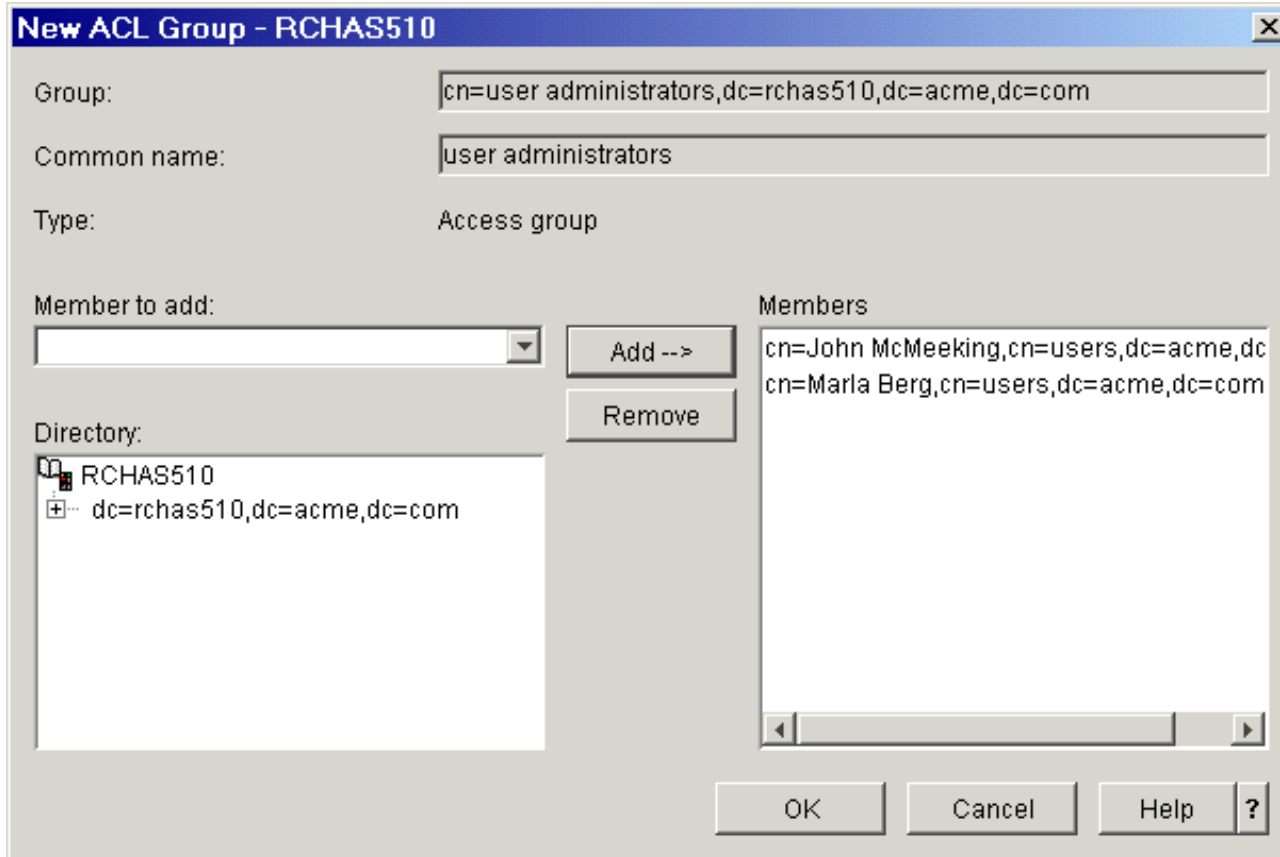 New ACL Group - RCHAS510
Group:
cn=user administrators,dc=rchas510,dc=acme,dc=com
Common name:
user administrators
Type:
Access group
Member to add:
Add -->
Remove
Directory:
RCHAS510
dc=rchas510,dc=acme,dc=com
Members
cn=John McMeeking,cn=users,dc=acme,dc
cn=Marla Berg,cn=users,dc=acme,dc=com
OK
Cancel
Help
?